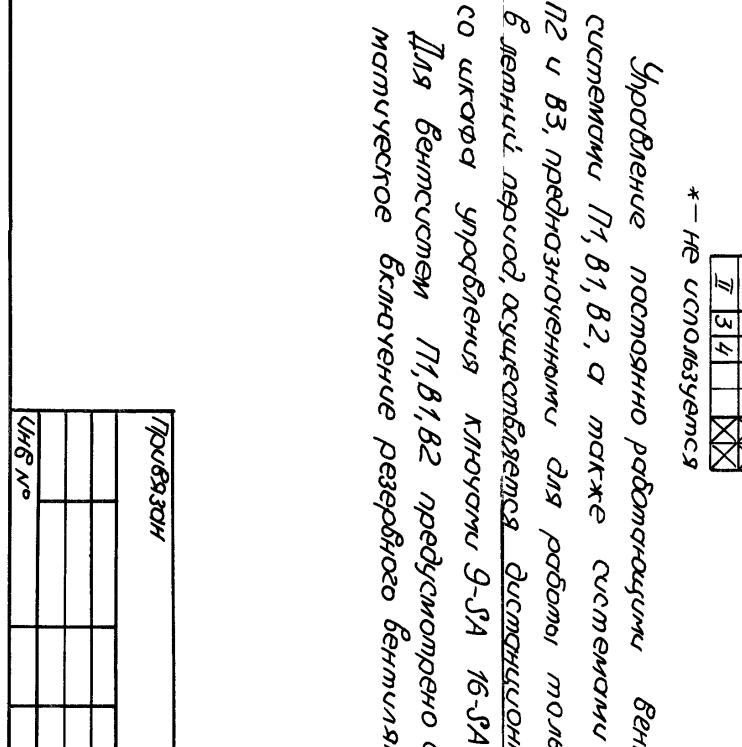 II 3 4
* — не используется
Управление постоянно работающими вен
системами П1, В1, В2, а также системами
П2 и В3, предназначенными для работы толь
в летний период, осуществляется дистанцион
со шкафа управления ключами 9-SA 16-SA
Для вентсистем П1, В1, В2 предусмотрено
матическое включение резервного вентиля
Привязан
Инв №